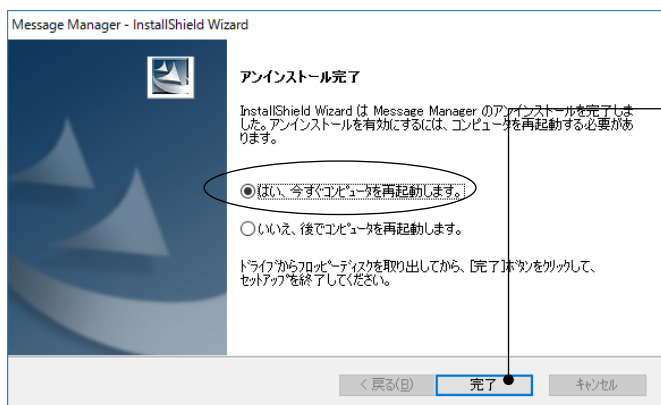 Message Manager - InstallShield Wizard
アンインストール完了
InstallShield Wizard は Message Manager のアンインストールを完了しま
した。アンインストールを有効にするには、コンピュータを再起動する必要があ
ります。
はい、今すぐコンピュータを再起動します。
いいえ、後でコンピュータを再起動します。
ドライブからフロッピーディスクを取り出してから、[完了]ボタンをクリックして、
セットアップを終了してください。
< 戻る(B)
完了
キャンセル